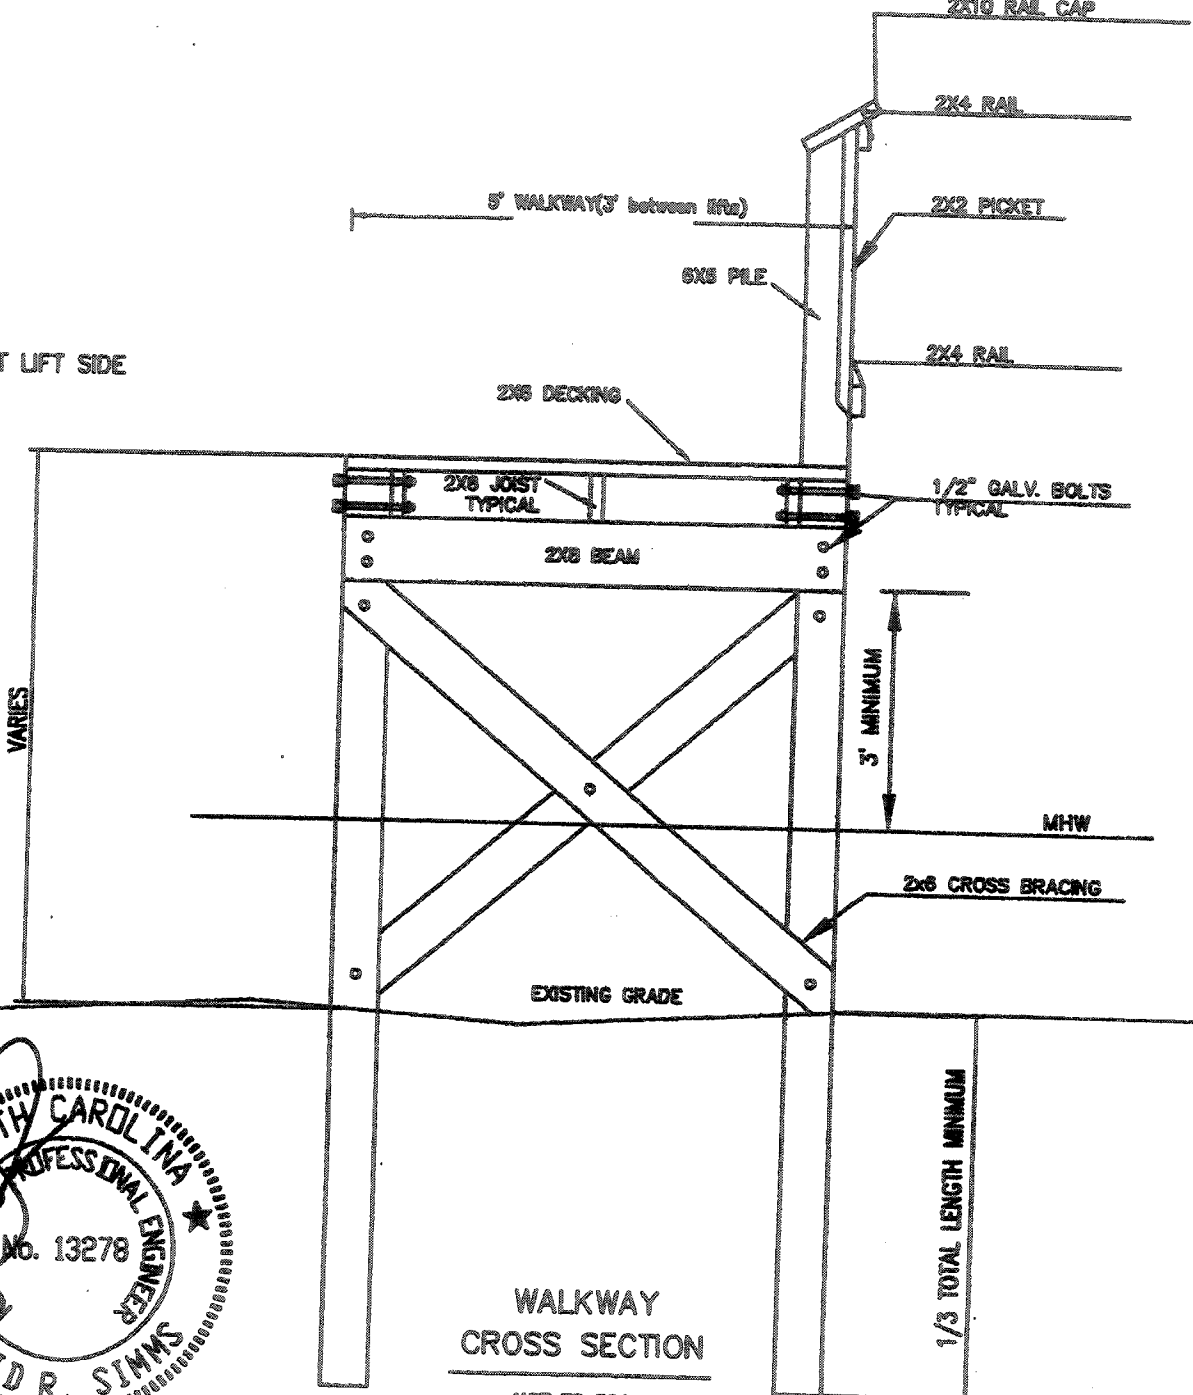 2X10 RAIL CAP
2X4 RAIL
5' WALKWAY(3' between lifts)
2X2 PICKET
6X6 PILE
2X4 RAIL
T LIFT SIDE
2X6 DECKING
2X8 JOIST
TYPICAL
1/2" GALV. BOLTS
TYPICAL
2X8 BEAM
VARIES
3' MINIMUM
MHW
2x6 CROSS BRACING
EXISTING GRADE
1/3 TOTAL LENGTH MINIMUM
TH CAROLINA
PROFESSIONAL ENGINEER
No. 13278
ID R. SIMMS
WALKWAY
CROSS SECTION